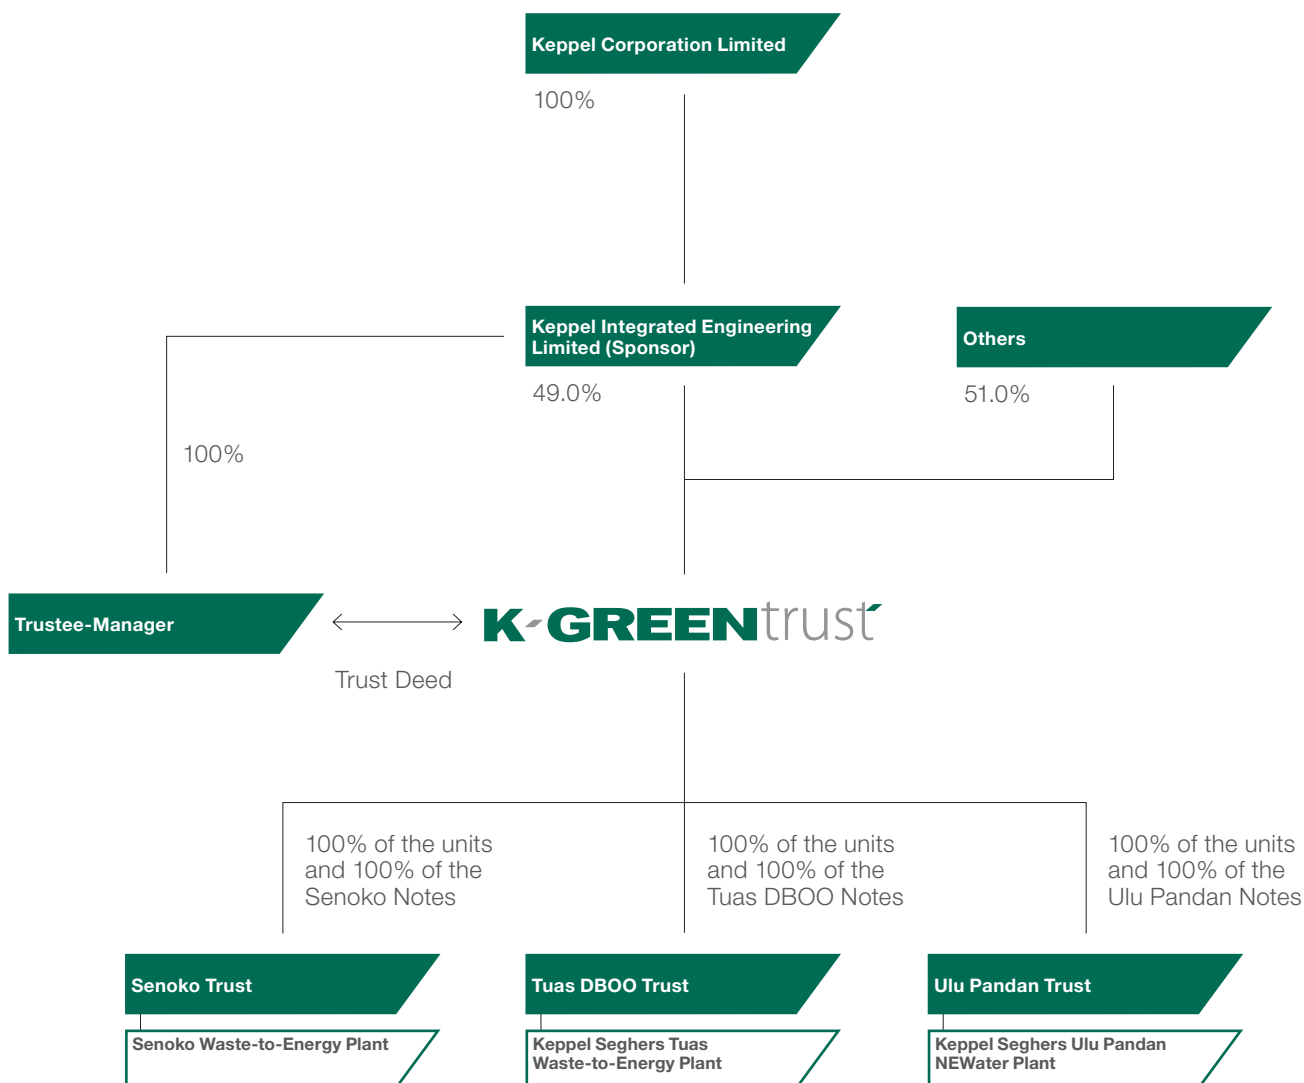 Keppel Corporation Limited
100%
Keppel Integrated Engineering
Limited (Sponsor)
Others
49.0%
51.0%
100%
Trustee-Manager
K-GREENtrust
Trust Deed
100% of the units
and 100% of the
Senoko Notes
100% of the units
and 100% of the
Tuas DBOO Notes
100% of the units
and 100% of the
Ulu Pandan Notes
Senoko Trust
Tuas DBOO Trust
Ulu Pandan Trust
Senoko Waste-to-Energy Plant
Keppel Seghers Tuas
Waste-to-Energy Plant
Keppel Seghers Ulu Pandan
NEWater Plant